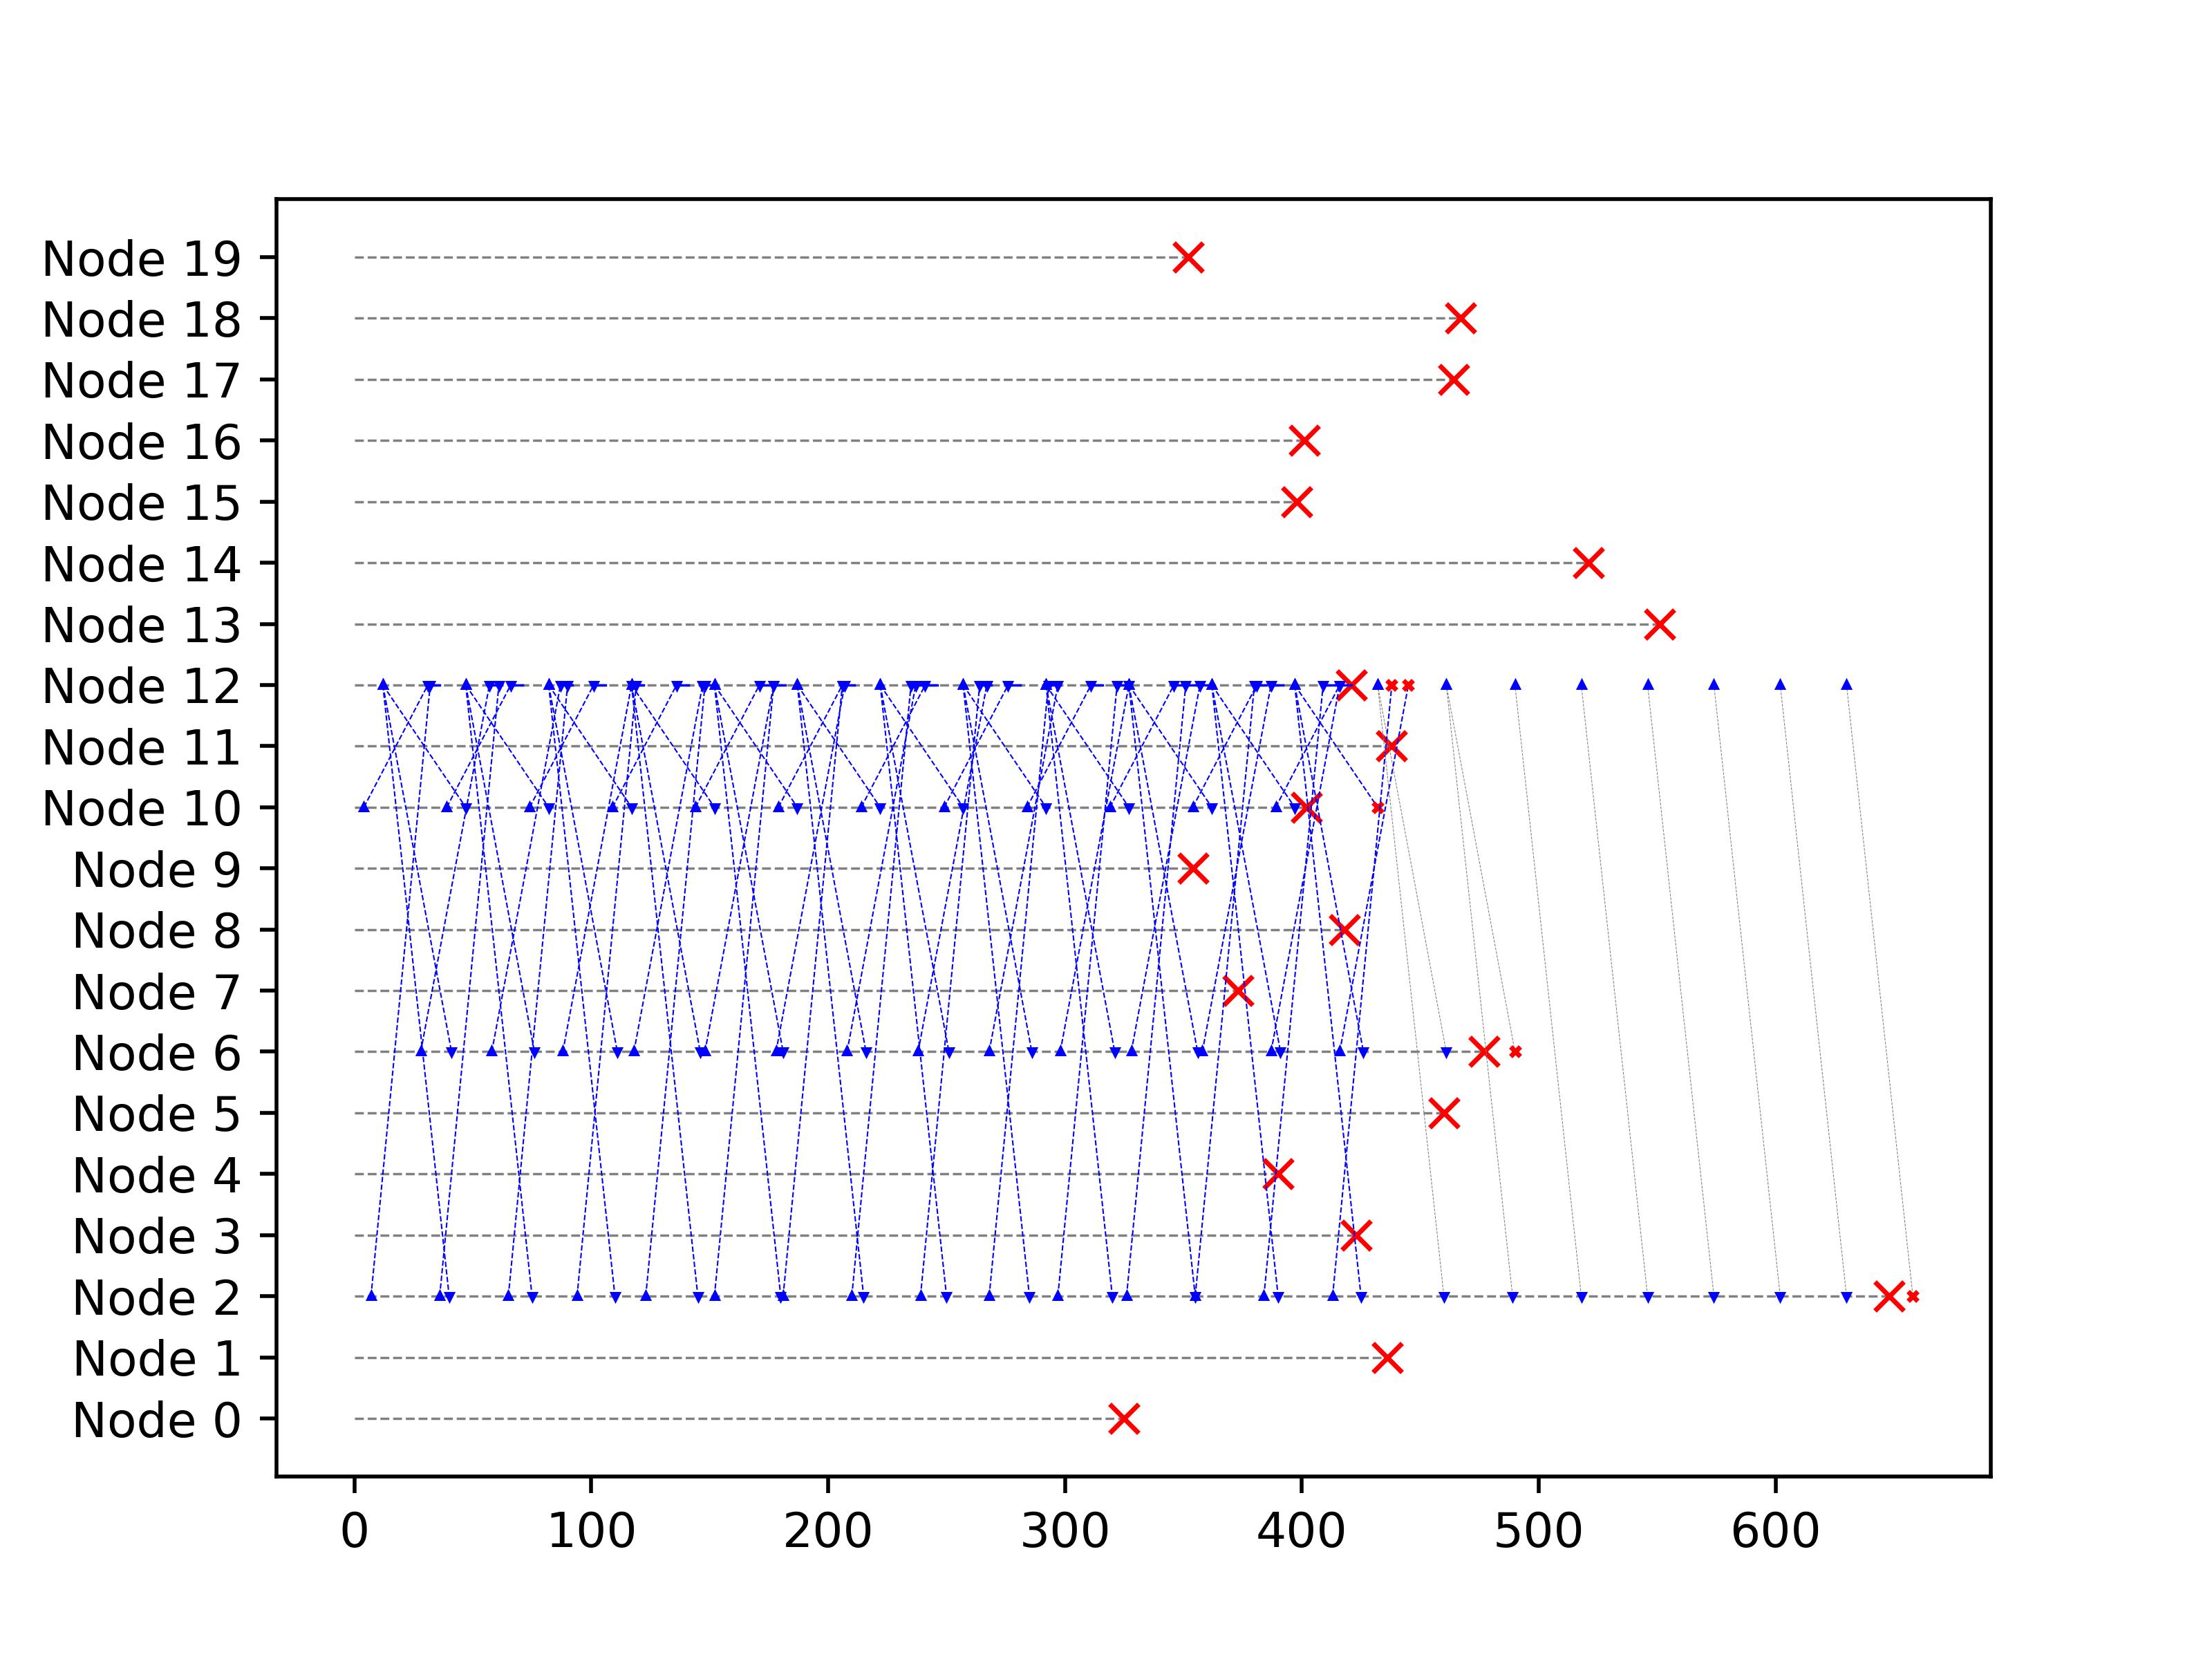 Node 19
Node 18
Node 17
Node 16
Node 15
Node 14
Node 13
Node 12
Node 11
Node 10
Node 9
Node 8
Node 7
Node 6
Node 5
Node 4
Node 3
Node 2
Node 1
Node 0
0 100 200 300 400 500 600